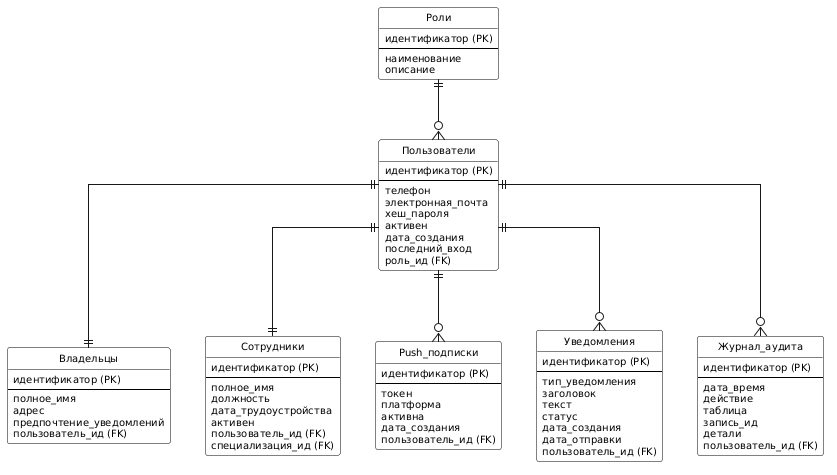 Роли
идентификатор (PK)
наименование
описание
Пользователи
идентификатор (PK)
телефон
электронная_почта
хеш_пароля
активен
дата_создания
последний_вход
роль_ид (FK)
Владельцы
идентификатор (PK)
полное_имя
адрес
предпочтение_уведомлений
пользователь_ид (FK)
Сотрудники
идентификатор (PK)
полное_имя
должность
дата_трудоустройства
активен
пользователь_ид (FK)
специализация_ид (FK)
Push_подписки
идентификатор (PK)
токен
платформа
активна
дата_создания
пользователь_ид (FK)
Уведомления
идентификатор (PK)
тип_уведомления
заголовок
текст
статус
дата_создания
дата_отправки
пользователь_ид (FK)
Журнал_аудита
идентификатор (PK)
дата_время
действие
таблица
запись_ид
детали
пользователь_ид (FK)